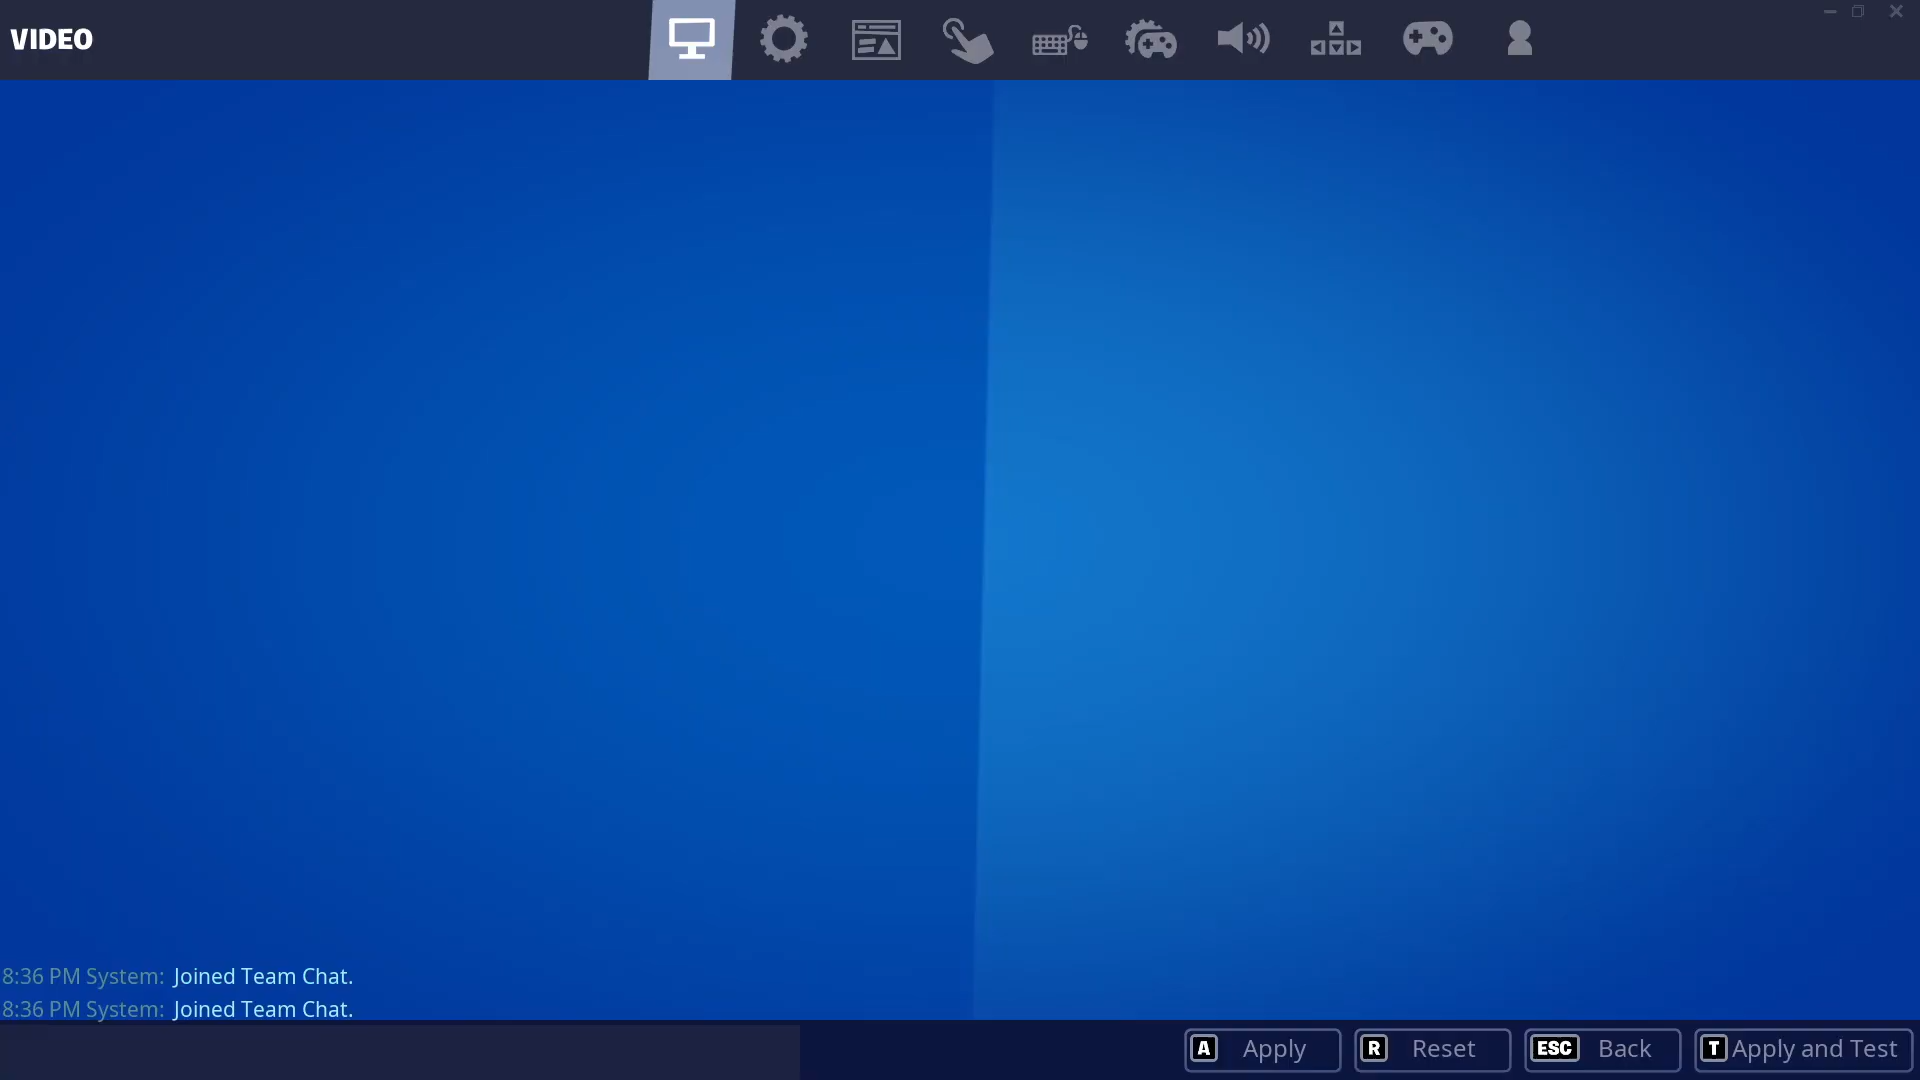 VIDEO
8:36 PM System: Joined Team Chat.
8:36 PM System: Joined Team Chat.
A Apply
R Reset
ESC Back
T Apply and Test